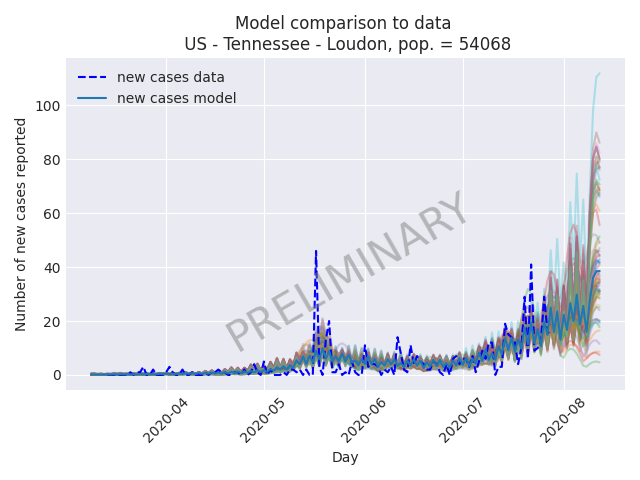 Model comparison to data
US - Tennessee - Loudon, pop. = 54068
new cases data
new cases model
Number of new cases reported
100
80
60
40
20
0
PRELIMINARY
2020-04
2020-05
2020-06
2020-07
2020-08
Day